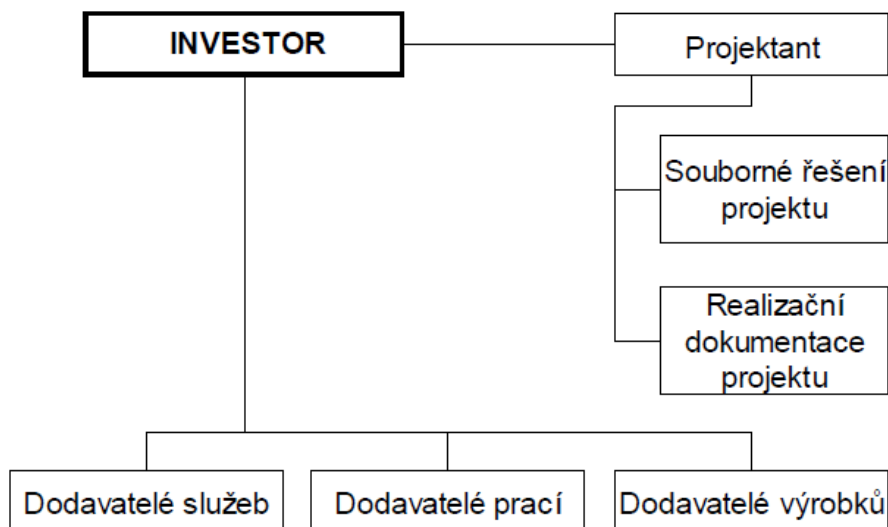 INVESTOR
Projektant
Souborné řešení
projektu
Realizační
dokumentace
projektu
Dodavatelé služeb
Dodavatelé prací
Dodavatelé výrobků